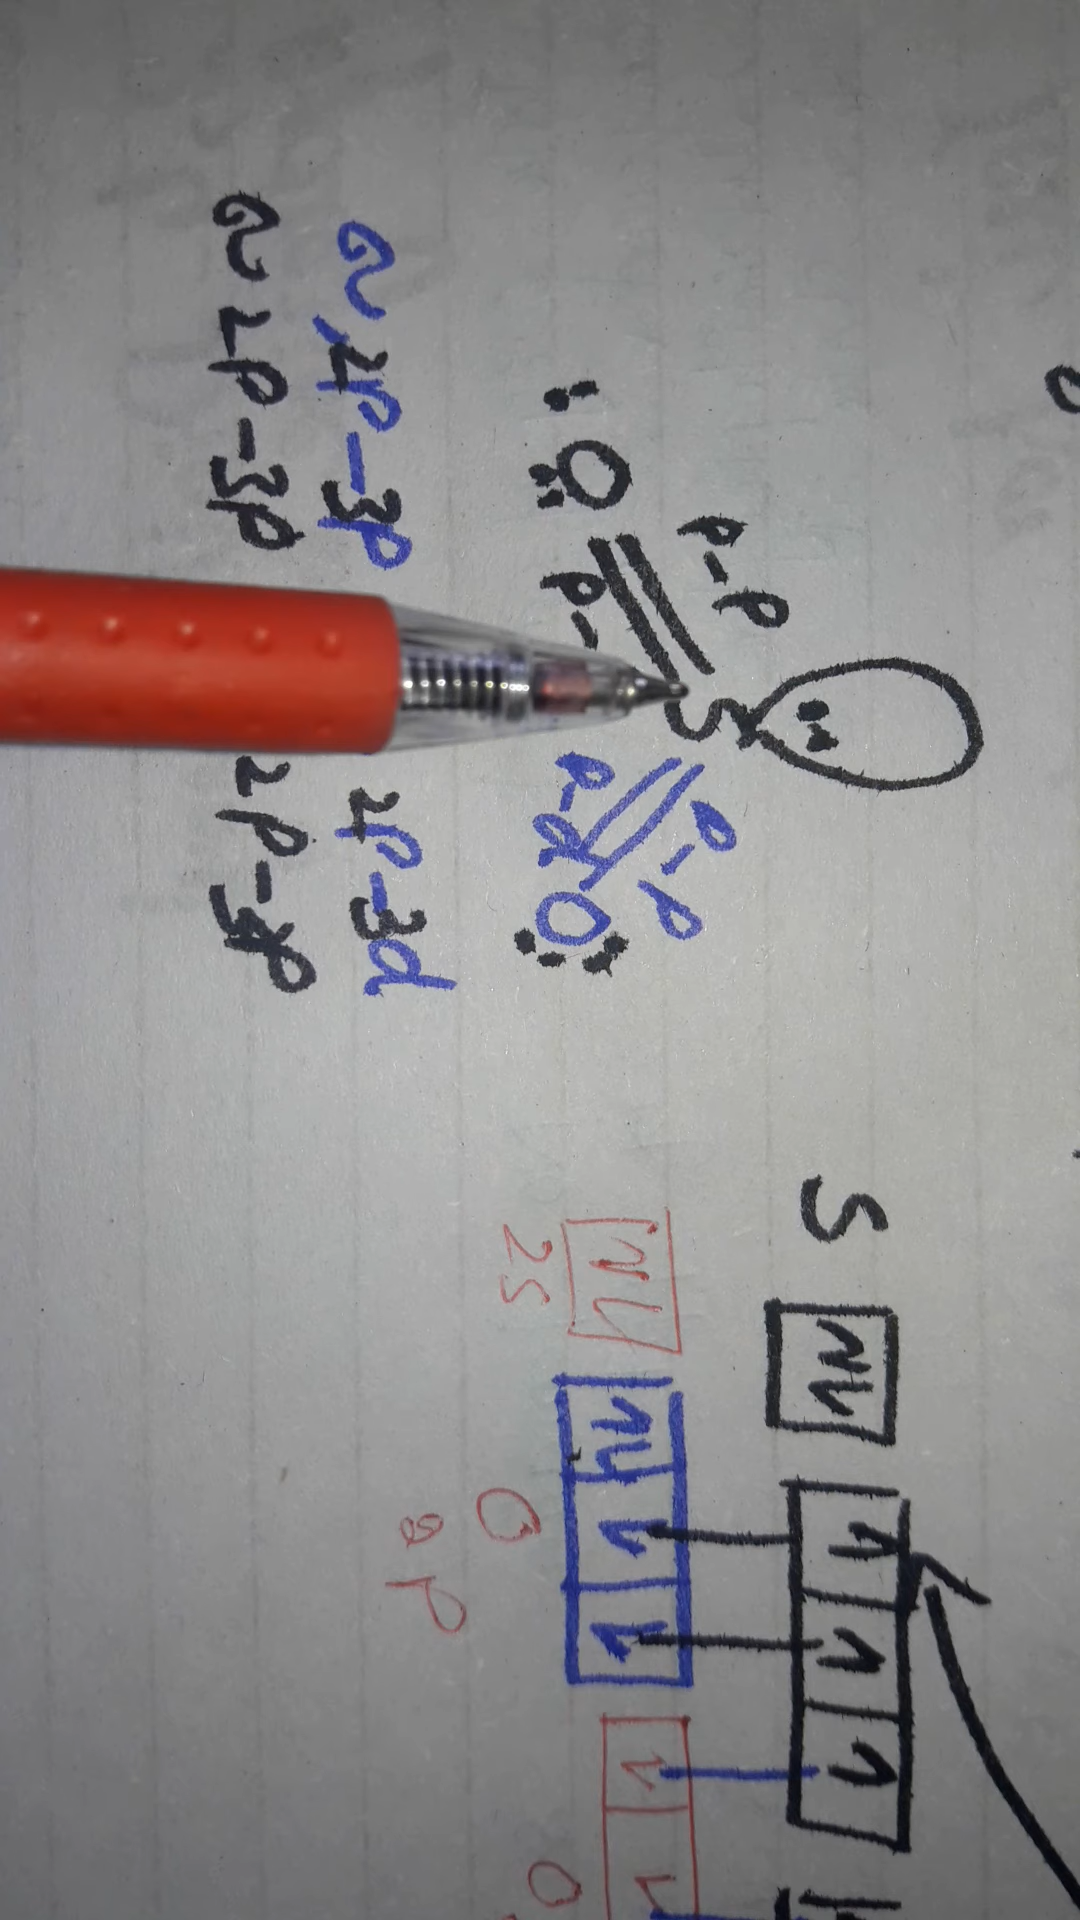 p-p
O S O
p- p-d p-p
~ 2p-3p 2p-3d
~ 2p-3p 2p-3p
S
2s
O
2p
O